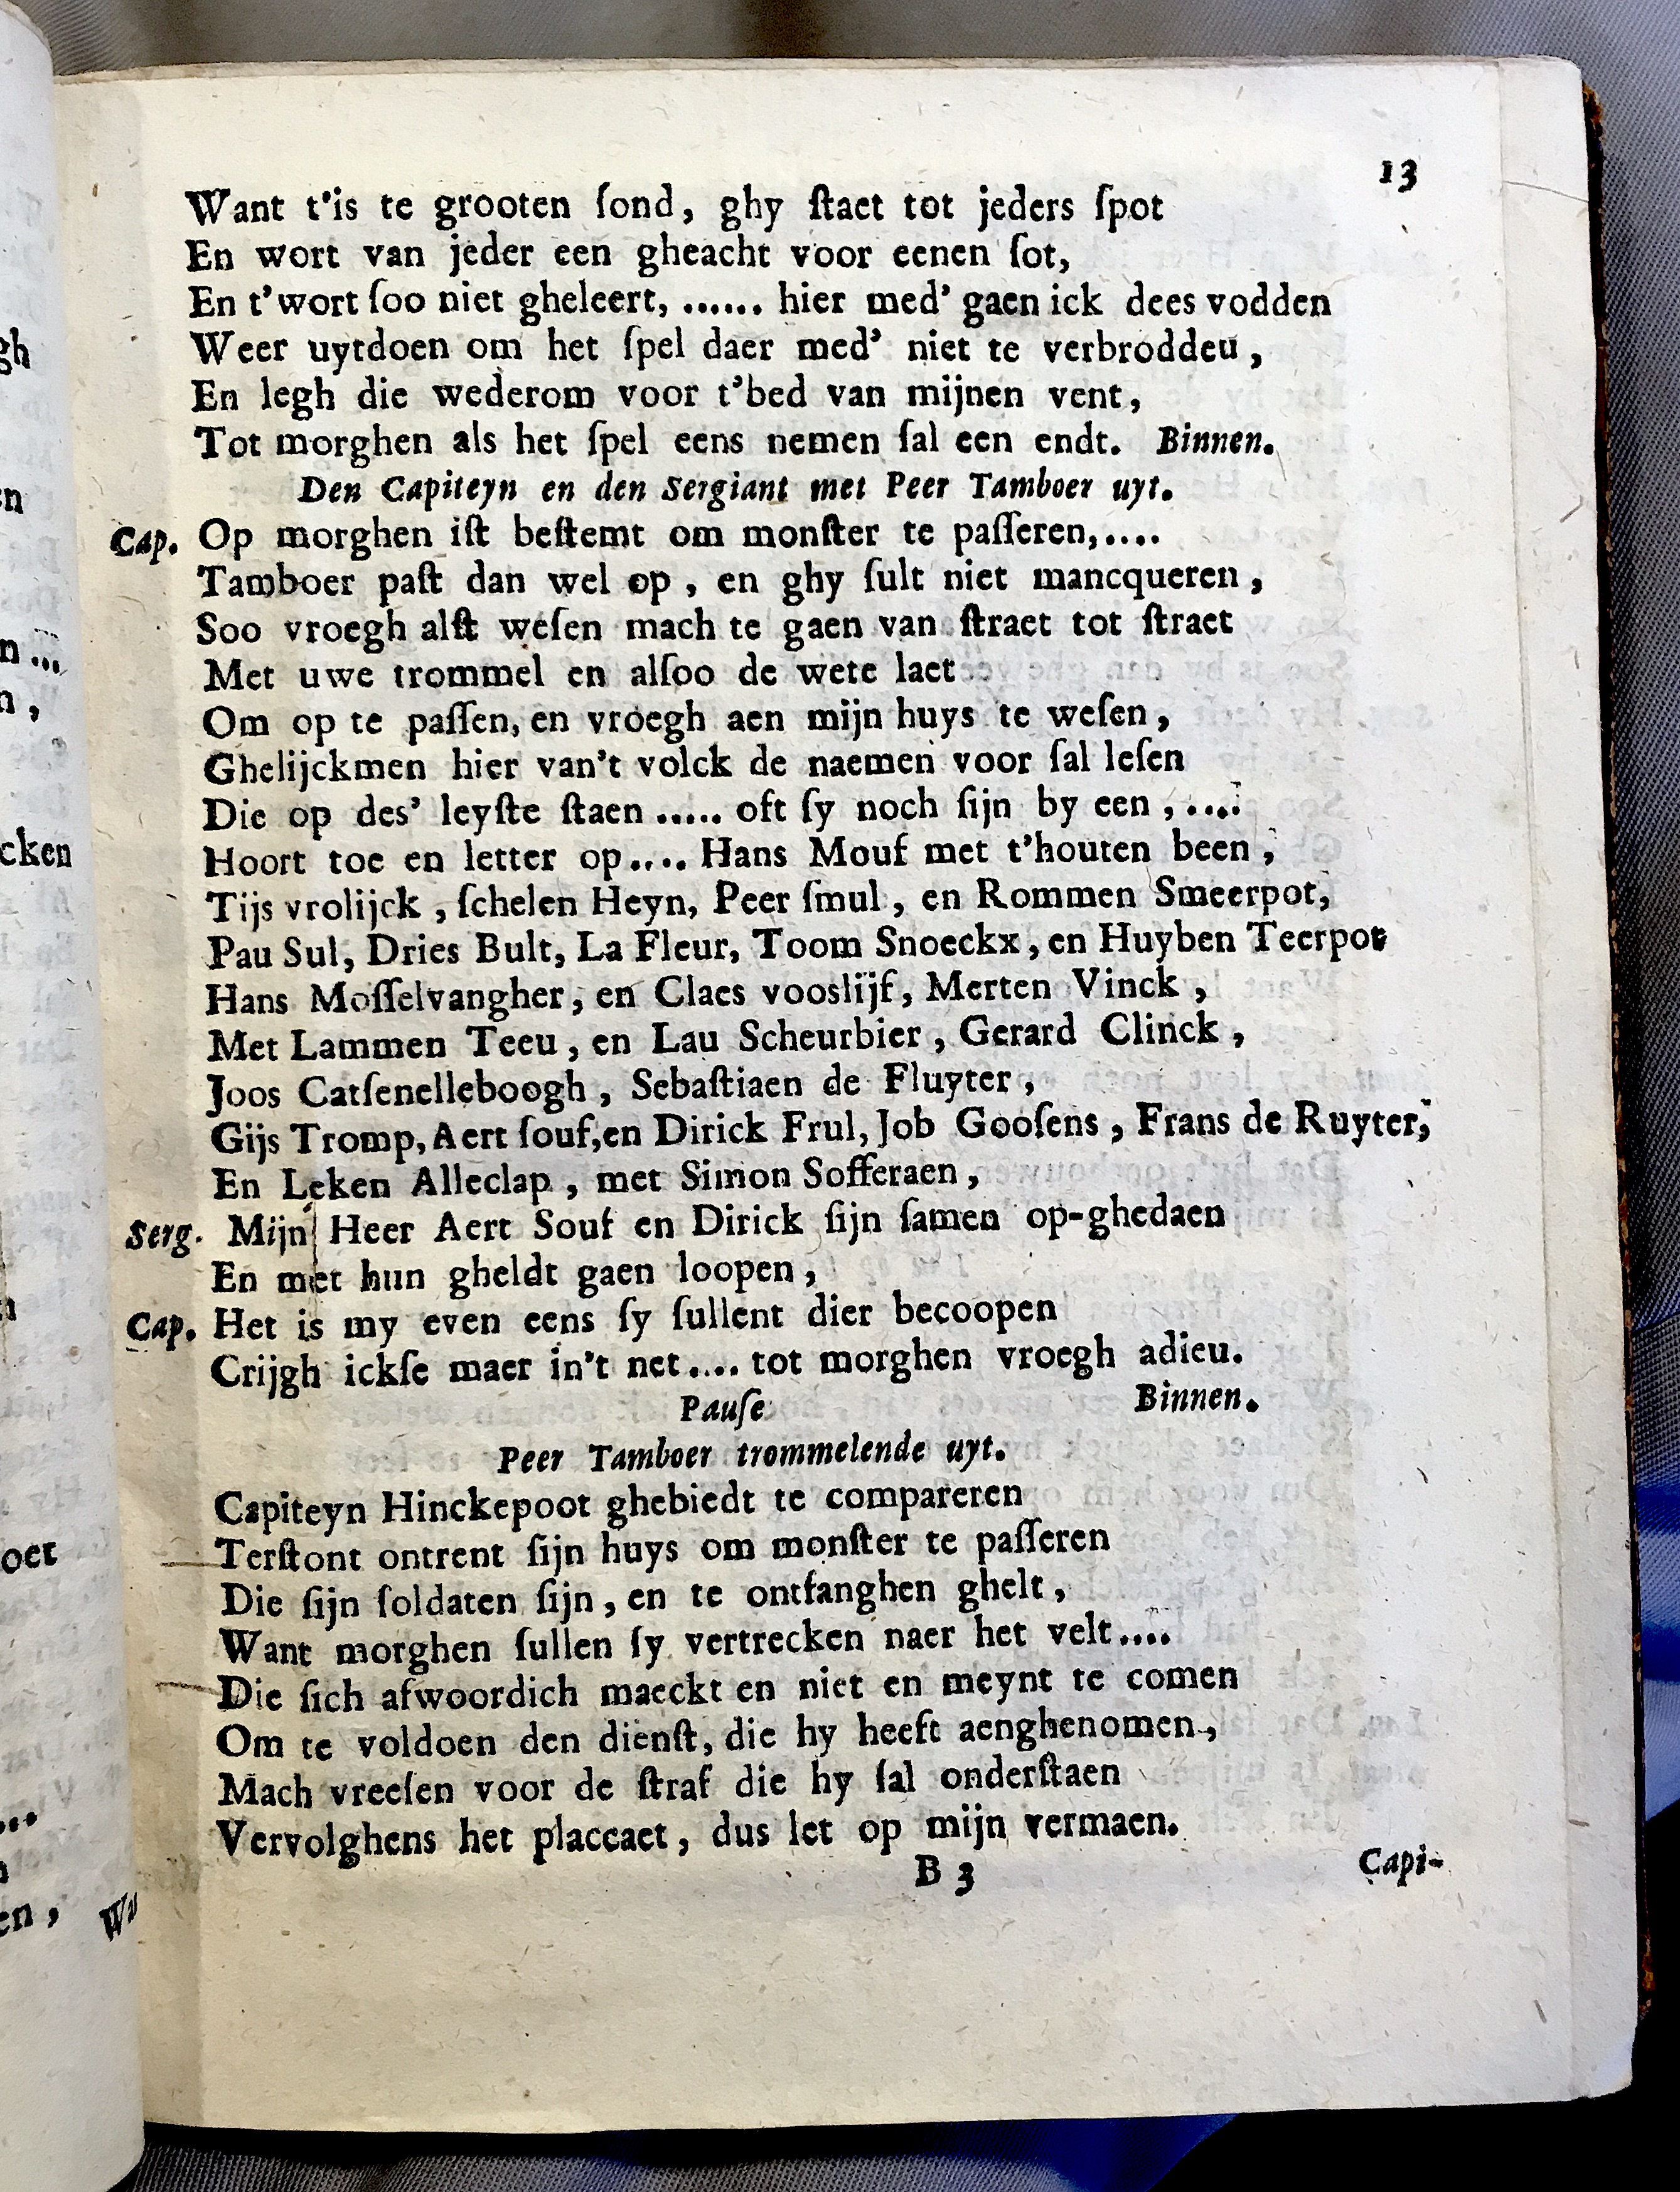 13
Want t'is te grooten ſond, ghy ſtaet tot jeders ſpot
En wort van jeder een gheacht voor eenen ſot,
En t'wort ſoo niet gheleert, ...... hier med' gaen ick dees vodden
Weer uytdoen om het ſpel daer med' niet te verbroddeu,
En legh die wederom voor t'bed van mijnen vent,
Tot morghen als het ſpel eens nemen ſal een endt. Binnen.
Den Capiteyn en den Sergiant met Peer Tamboer uyt.
Cap. Op morghen iſt beſtemt om monſter te paſſeren,....
Tamboer paſt dan wel op, en ghy ſult niet mancqueren,
Soo vroegh alſt weſen mach te gaen van ſtraet tot ſtraet
Met uwe trommel en alſoo de wete laet
Om op te paſſen, en vroegh aen mijn huys te weſen,
Ghelijckmen hier van't volck de naemen voor ſal leſen
Die op des' leyſte ſtaen ..... oft ſy noch ſijn by een, ....
Hoort toe en letter op.... Hans Mouf met t'houten been,
Tijs vrolijck, ſchelen Heyn, Peer ſmul, en Rommen Smeerpot,
Pau Sul, Dries Bult, La Fleur, Toom Snoeckx, en Huyben Teerpot
Hans Moſſelvangher, en Claes vooslijf, Merten Vinck,
Met Lammen Teeu, en Lau Scheurbier, Gerard Clinck,
Joos Catſenelleboogh, Sebaſtiaen de Fluyter,
Gijs Tromp, Aert ſouf,en Dirick Frul, Job Gooſens, Frans de Ruyter,
En Leken Alleclap, met Simon Sofferaen,
Serg. Mijn Heer Aert Souf en Dirick ſijn ſamen op-ghedaen
En met hun gheldt gaen loopen,
Cap. Het is my even eens ſy ſullent dier becoopen
Crijgh ickſe maer in't net.... tot morghen vroegh adieu.
Pauſe Binnen.
Peer Tamboer trommelende uyt.
Capiteyn Hinckepoot ghebiedt te compareren
Terſtont ontrent ſijn huys om monſter te paſſeren
Die ſijn ſoldaten ſijn, en te ontfanghen ghelt,
Want morghen ſullen ſy vertrecken naer het velt....
Die ſich afwoordich maeckt en niet en meynt te comen
Om te voldoen den dienſt, die hy heeft aenghenomen,
Mach vreeſen voor de ſtraf die hy ſal onderſtaen
Vervolghens het placcaet, dus let op mijn vermaen.
B 3 Capi-